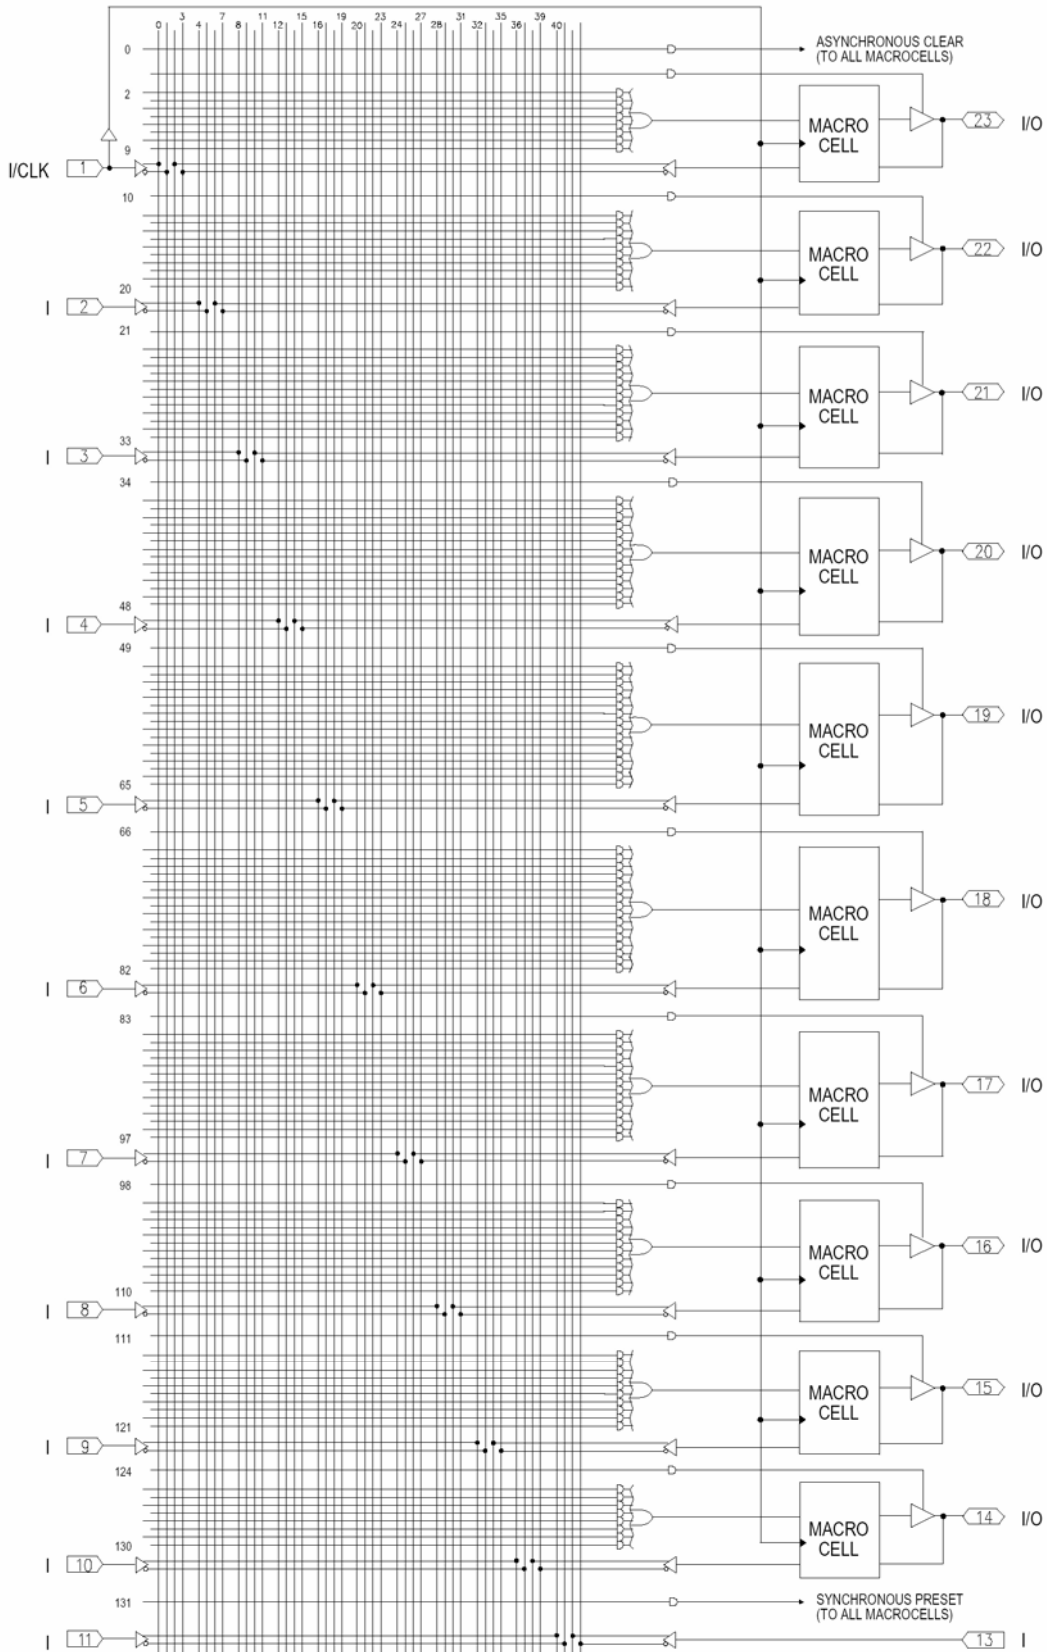 3 7 11 15 19 23 27 31 35 39
0 4 8 12 16 20 24 28 32 36 40
0 ASYNCHRONOUS CLEAR
(TO ALL MACROCELLS)
2
MACRO
CELL
23 I/O
9
I/CLK 1
10
MACRO
CELL
22 I/O
20
I 2
21
MACRO
CELL
21 I/O
33
I 3
34
MACRO
CELL
20 I/O
48
I 4
49
MACRO
CELL
19 I/O
65
I 5
66
MACRO
CELL
18 I/O
82
I 6
83
MACRO
CELL
17 I/O
97
I 7
98
MACRO
CELL
16 I/O
110
I 8
111
MACRO
CELL
15 I/O
121
I 9
124
MACRO
CELL
14 I/O
130
I 10
131 SYNCHRONOUS PRESET
(TO ALL MACROCELLS)
I 11 13 I